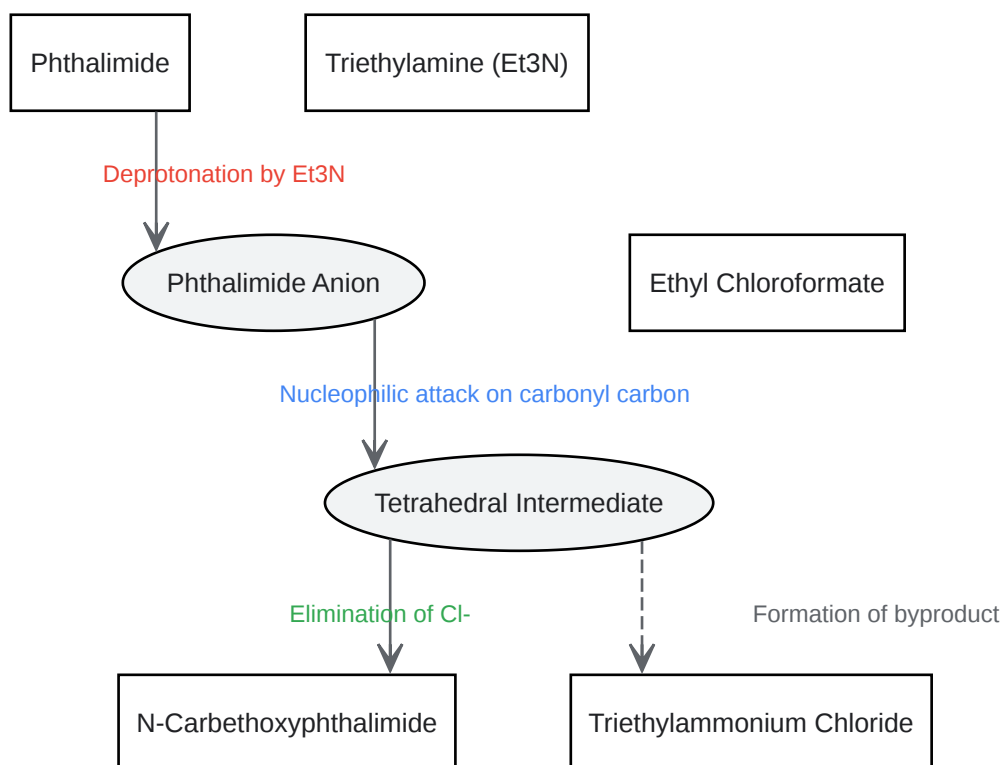 Phthalimide
Triethylamine (Et3N)
Deprotonation by Et3N
Phthalimide Anion
Ethyl Chloroformate
Nucleophilic attack on carbonyl carbon
Tetrahedral Intermediate
Elimination of Cl-
Formation of byproduct
N-Carbethoxyphthalimide
Triethylammonium Chloride